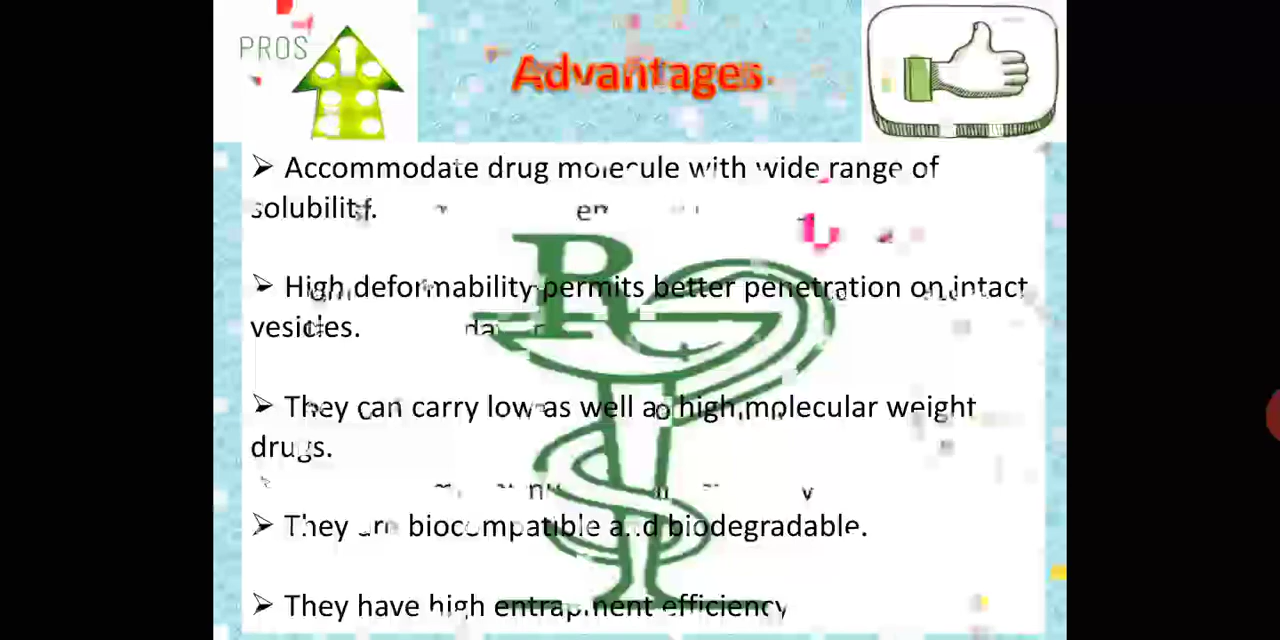 PROS
Advantages
➢ Accommodate drug molecule with wide range of
solubility.
➢ High deformability permits better penetration on intact
vesicles.
➢ They can carry low as well as high molecular weight
drugs.
➢ They are biocompatible and biodegradable.
➢ They have high entrapment efficiency